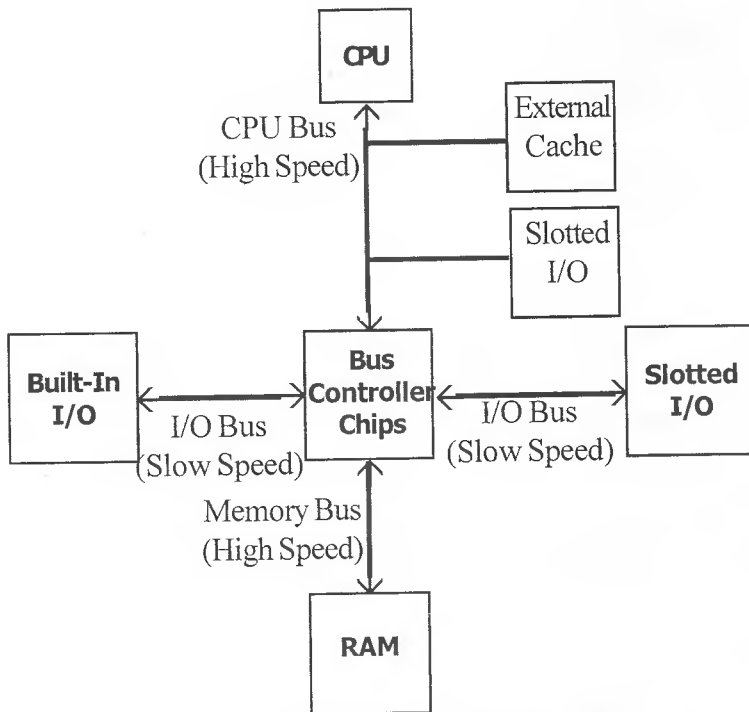 CPU
CPU Bus
(High Speed)
External
Cache
Slotted
I/O
Built-In
I/O
I/O Bus
(Slow Speed)
Bus
Controller
Chips
I/O Bus
(Slow Speed)
Slotted
I/O
Memory Bus
(High Speed)
RAM